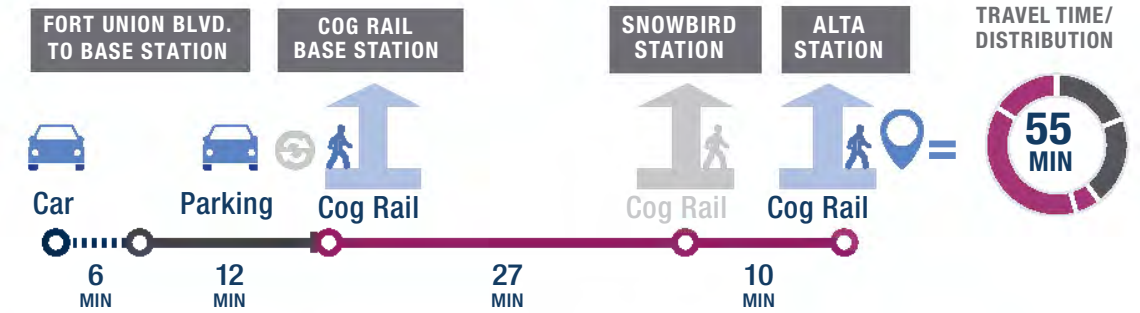 FORT UNION BLVD.
TO BASE STATION
COG RAIL
BASE STATION
SNOWBIRD
STATION
ALTA
STATION
TRAVEL TIME/
DISTRIBUTION
55
MIN
Car
Parking
Cog Rail
Cog Rail
Cog Rail
6
MIN
12
MIN
27
MIN
10
MIN